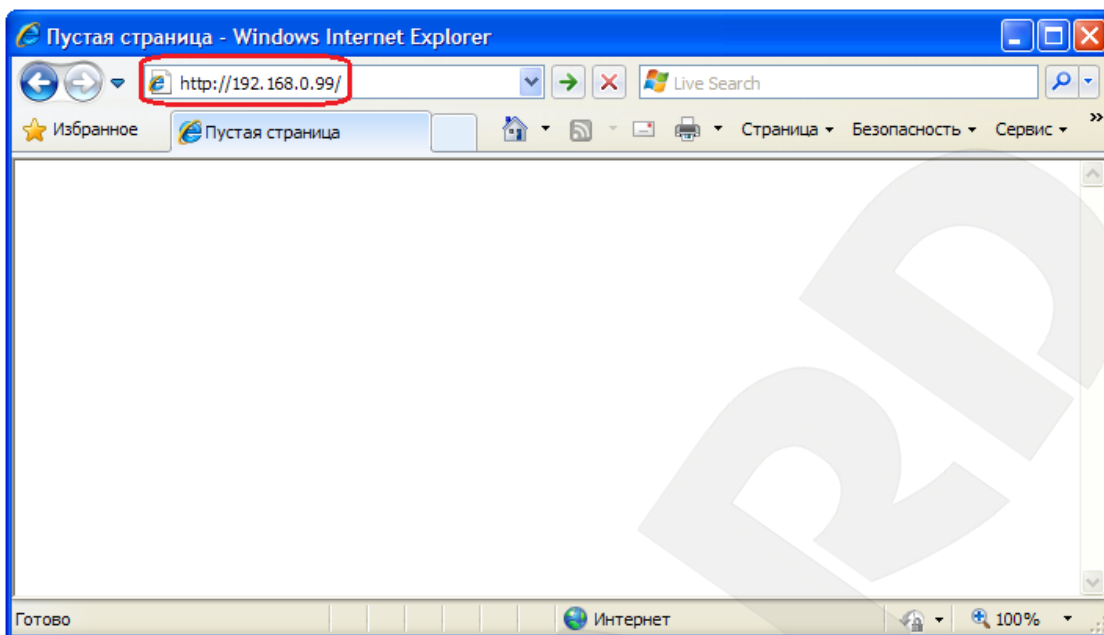 Пустая страница - Windows Internet Explorer
http://192.168.0.99/ Live Search
Избранное Пустая страница Страница Безопасность Сервис »
RD
Готово Интернет 100%